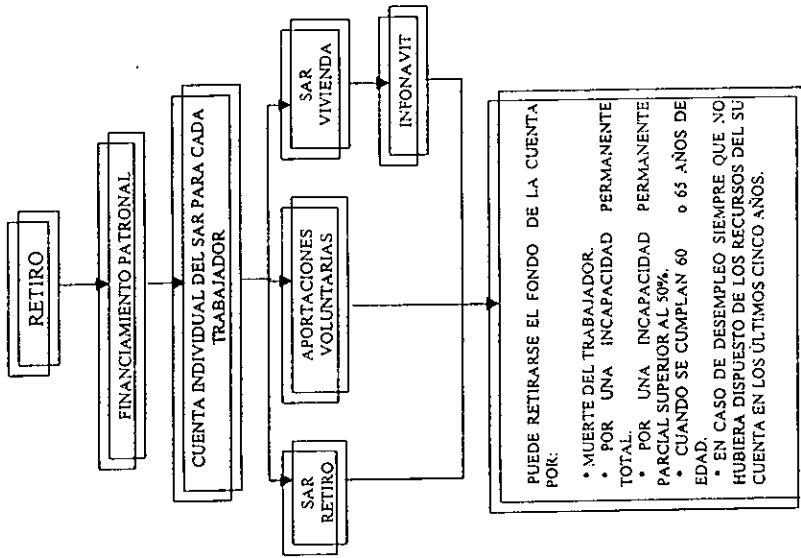 RETIRO
FINANCIAMIENTO PATRONAL
CUENTA INDIVIDUAL DEL SAR PARA CADA
TRABAJADOR
SAR
RETIRO
APORTACIONES
VOLUNTARIAS
SAR
VIVIENDA
INFONAVIT
PUEDE RETIRARSE EL FONDO DE LA CUENTA
POR:
• MUERTE DEL TRABAJADOR.
• POR UNA INCAPACIDAD PERMANENTE
TOTAL.
• POR UNA INCAPACIDAD PERMANENTE
PARCIAL SUPERIOR AL 50%.
• CUANDO SE CUMPLAN 60 o 65 AÑOS DE
EDAD.
• EN CASO DE DESEMPLEO SIEMPRE QUE NO
HUBIERA DISPUESTO DE LOS RECURSOS DEL SU
CUENTA EN LOS ÚLTIMOS CINCO AÑOS.